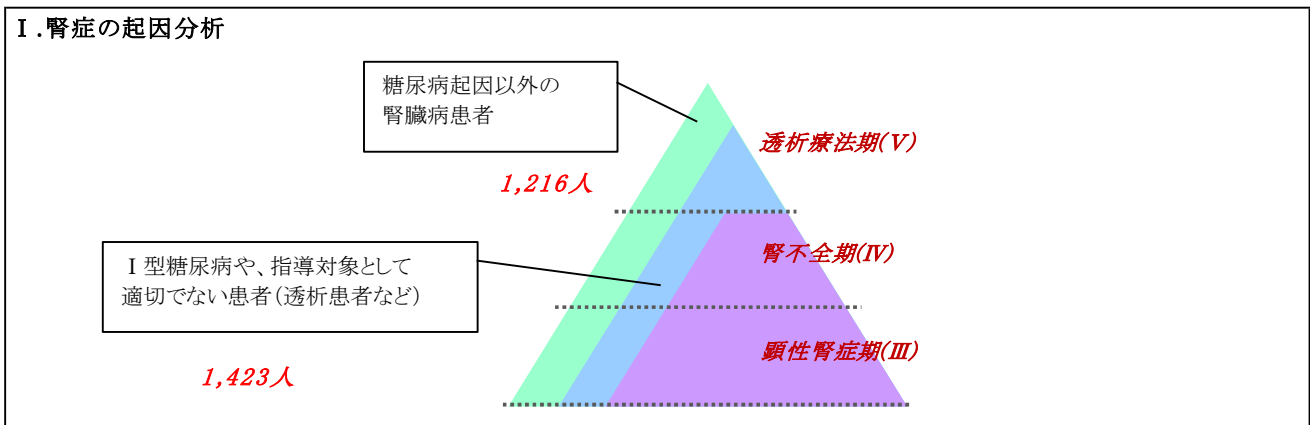 Ⅰ.腎症の起因分析
糖尿病起因以外の
腎臓病患者
透析療法期(Ⅴ)
1,216人
腎不全期(Ⅳ)
Ⅰ型糖尿病や、指導対象として
適切でない患者(透析患者など)
顕性腎症期(Ⅲ)
1,423人